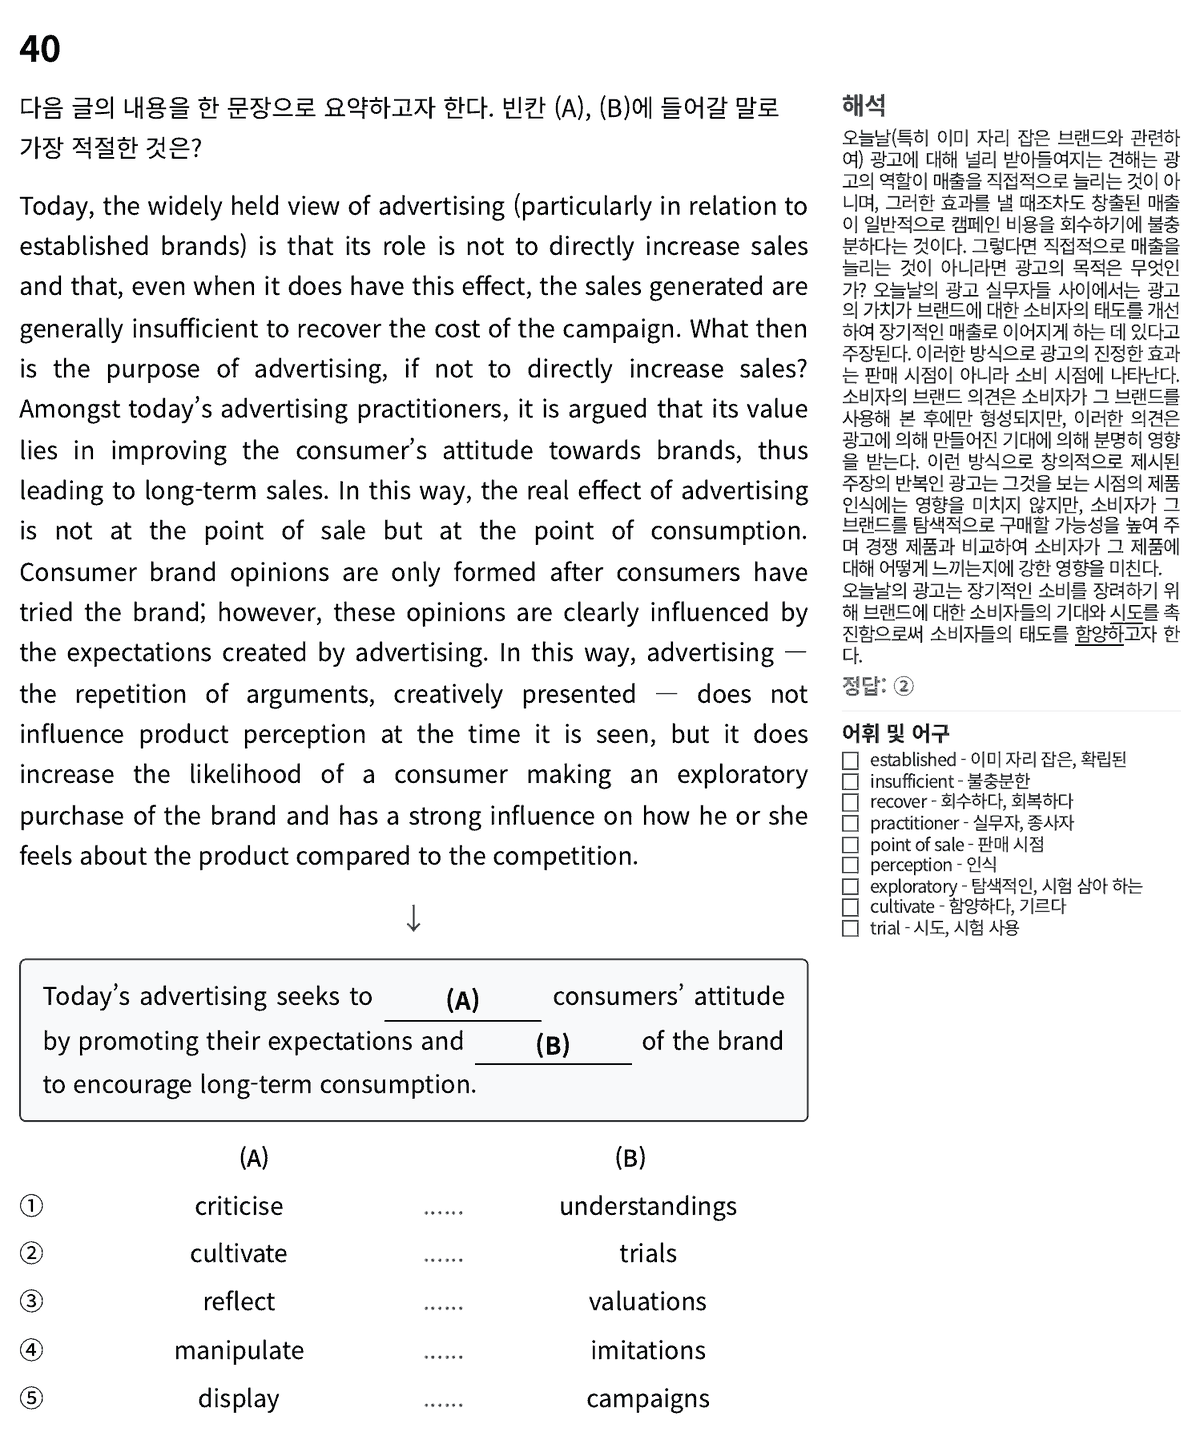 40
다음 글의 내용을 한 문장으로 요약하고자 한다. 빈칸 (A), (B)에 들어갈 말로
가장 적절한 것은?
Today, the widely held view of advertising (particularly in relation to
established brands) is that its role is not to directly increase sales
and that, even when it does have this effect, the sales generated are
generally insufficient to recover the cost of the campaign. What then
is the purpose of advertising, if not to directly increase sales?
Amongst today’s advertising practitioners, it is argued that its value
lies in improving the consumer’s attitude towards brands, thus
leading to long-term sales. In this way, the real effect of advertising
is not at the point of sale but at the point of consumption.
Consumer brand opinions are only formed after consumers have
tried the brand; however, these opinions are clearly influenced by
the expectations created by advertising. In this way, advertising —
the repetition of arguments, creatively presented — does not
influence product perception at the time it is seen, but it does
increase the likelihood of a consumer making an exploratory
purchase of the brand and has a strong influence on how he or she
feels about the product compared to the competition.
↓
Today’s advertising seeks to (A) consumers’ attitude
by promoting their expectations and (B) of the brand
to encourage long-term consumption.
(A) (B)
① criticise ...... understandings
② cultivate ...... trials
③ reflect ...... valuations
④ manipulate ...... imitations
⑤ display ...... campaigns
해석
오늘날(특히 이미 자리 잡은 브랜드와 관련하
여) 광고에 대해 널리 받아들여지는 견해는 광
고의 역할이 매출을 직접적으로 늘리는 것이 아
니며, 그러한 효과를 낼 때조차도 창출된 매출
이 일반적으로 캠페인 비용을 회수하기에 불충
분하다는 것이다. 그렇다면 직접적으로 매출을
늘리는 것이 아니라면 광고의 목적은 무엇인
가? 오늘날의 광고 실무자들 사이에서는 광고
의 가치가 브랜드에 대한 소비자의 태도를 개선
하여 장기적인 매출로 이어지게 하는 데 있다고
주장된다. 이러한 방식으로 광고의 진정한 효과
는 판매 시점이 아니라 소비 시점에 나타난다.
소비자의 브랜드 의견은 소비자가 그 브랜드를
사용해 본 후에만 형성되지만, 이러한 의견은
광고에 의해 만들어진 기대에 의해 분명히 영향
을 받는다. 이런 방식으로 창의적으로 제시된
주장의 반복인 광고는 그것을 보는 시점의 제품
인식에는 영향을 미치지 않지만, 소비자가 그
브랜드를 탐색적으로 구매할 가능성을 높여 주
며 경쟁 제품과 비교하여 소비자가 그 제품에
대해 어떻게 느끼는지에 강한 영향을 미친다.
오늘날의 광고는 장기적인 소비를 장려하기 위
해 브랜드에 대한 소비자들의 기대와 시도를 촉
진함으로써 소비자들의 태도를 함양하고자 한
다.
정답: ②
어휘 및 어구
□ established - 이미 자리 잡은, 확립된
□ insufficient - 불충분한
□ recover - 회수하다, 회복하다
□ practitioner - 실무자, 종사자
□ point of sale - 판매 시점
□ perception - 인식
□ exploratory - 탐색적인, 시험 삼아 하는
□ cultivate - 함양하다, 기르다
□ trial - 시도, 시험 사용